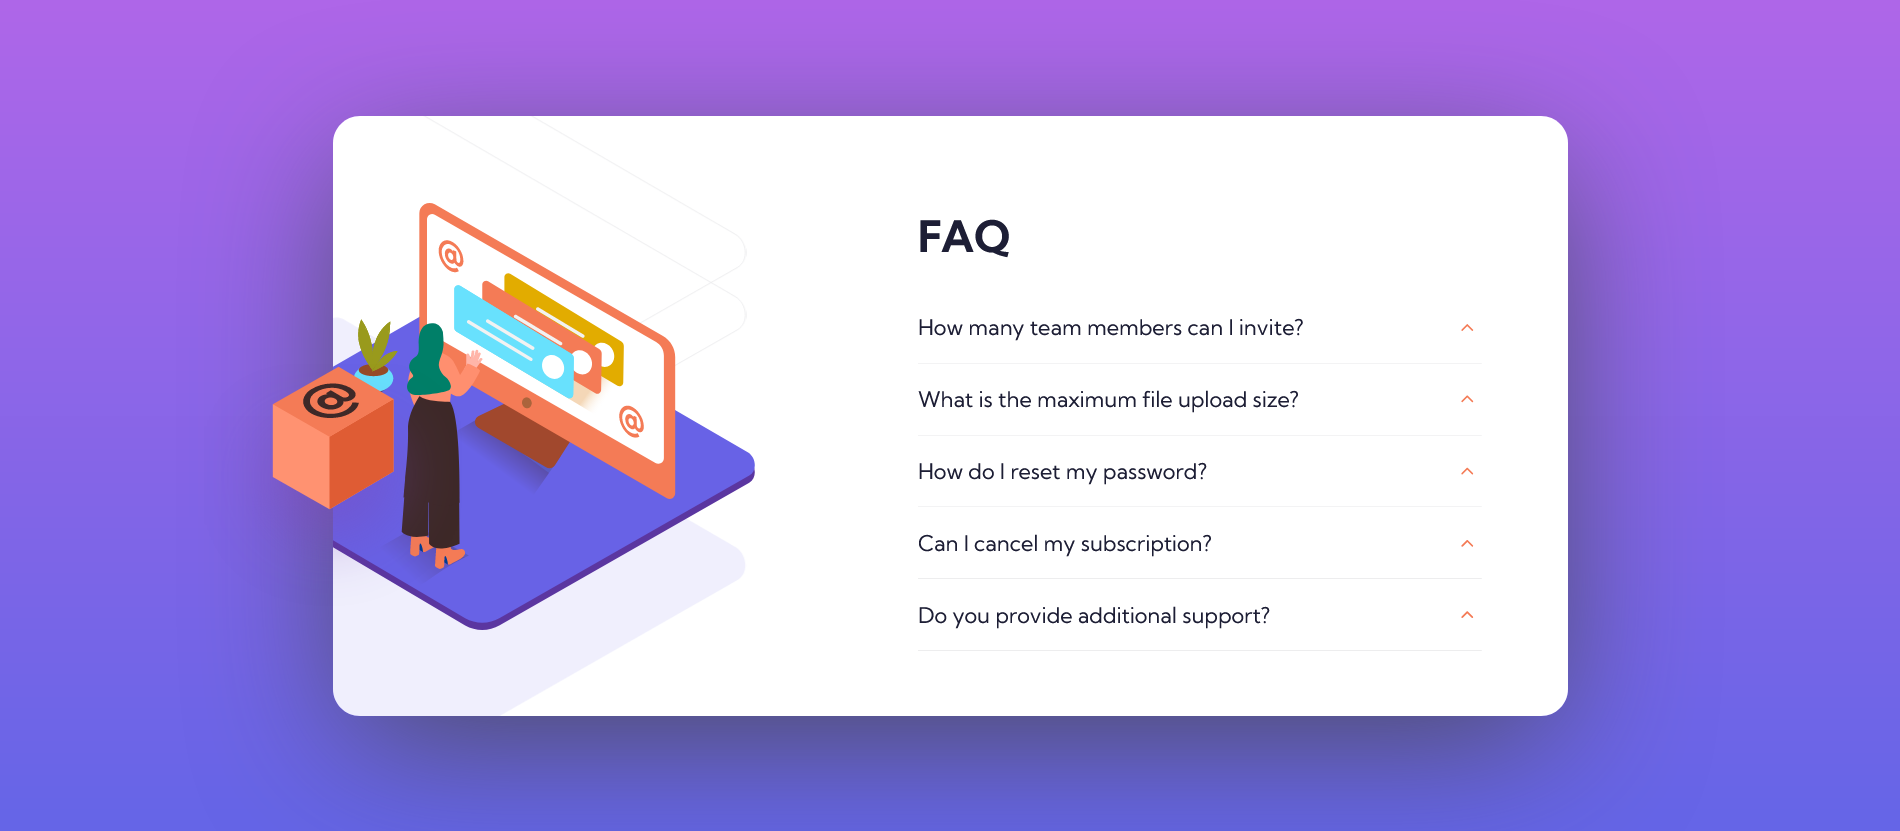 @
@
@
FAQ
How many team members can I invite?
What is the maximum file upload size?
How do I reset my password?
Can I cancel my subscription?
Do you provide additional support?